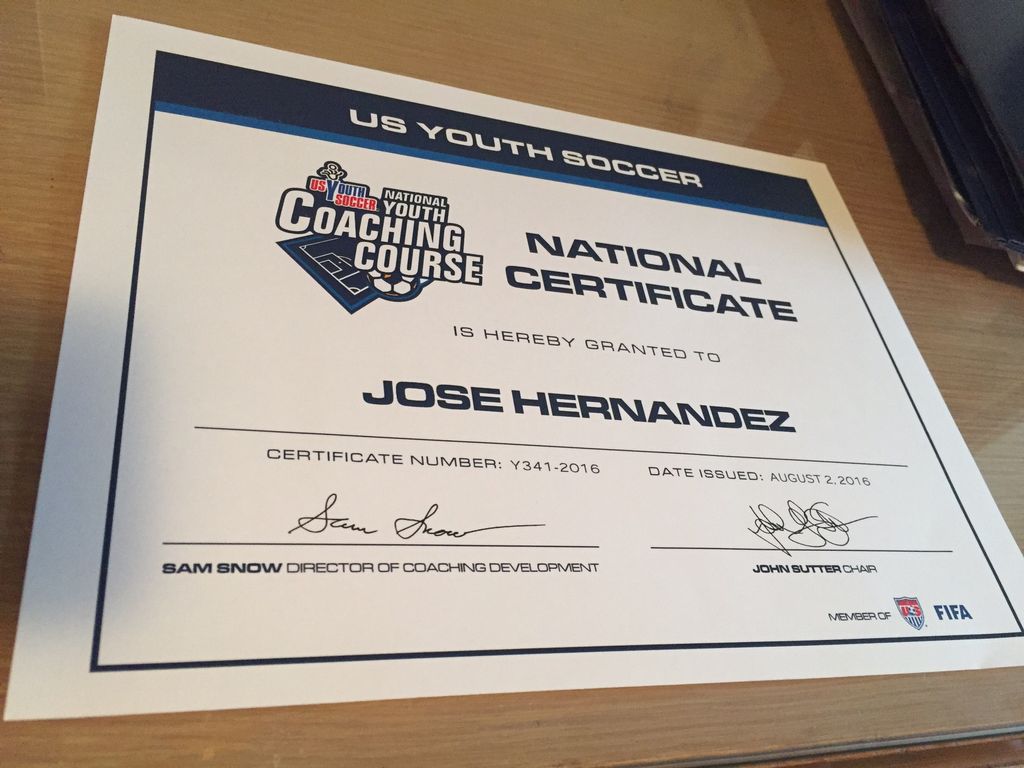 US YOUTH SOCCER
US YOUTH SOCCER
NATIONAL YOUTH
COACHING
COURSE
NATIONAL
CERTIFICATE
IS HEREBY GRANTED TO
JOSE HERNANDEZ
CERTIFICATE NUMBER: Y341-2016 DATE ISSUED: AUGUST 2, 2016
Sam Snow
SAM SNOW DIRECTOR OF COACHING DEVELOPMENT
JOHN SUTTER CHAIR
MEMBER OF US FIFA